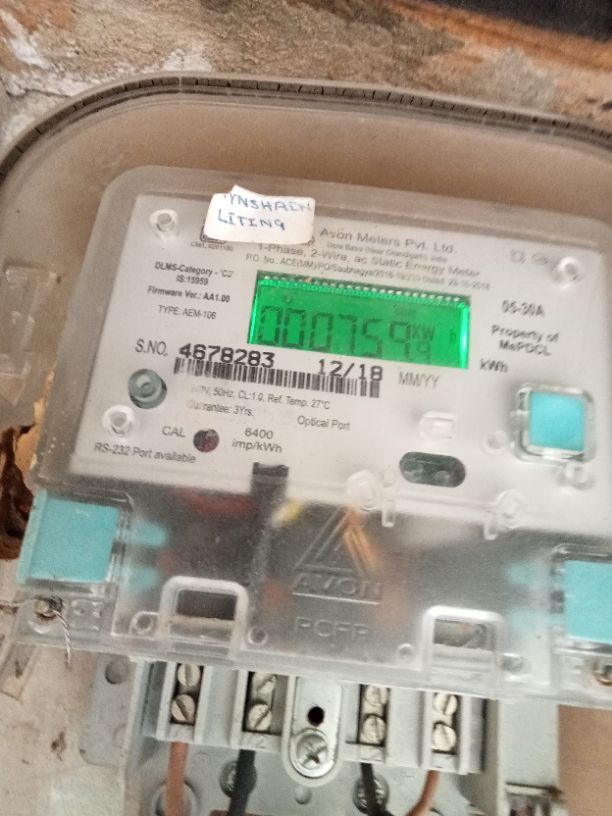 YNSHAIN
LITING
Avon Meters Pvt. Ltd.
1-Phase, 2-Wire, ac Static Energy Meter
DLMS-Category - 'C2'
IS:15959
Firmware Ver.: AA1.00
TYPE: AEM-106
05-30A
Property of
MePDCL
kWh
S.NO. 4678283 12/18 MM/YY
50Hz, CL:1.0, Ref. Temp. 27°C
Guarantee: 3Yrs.
Optical Port
CAL
6400
imp/kWh
RS-232 Port available
AVON